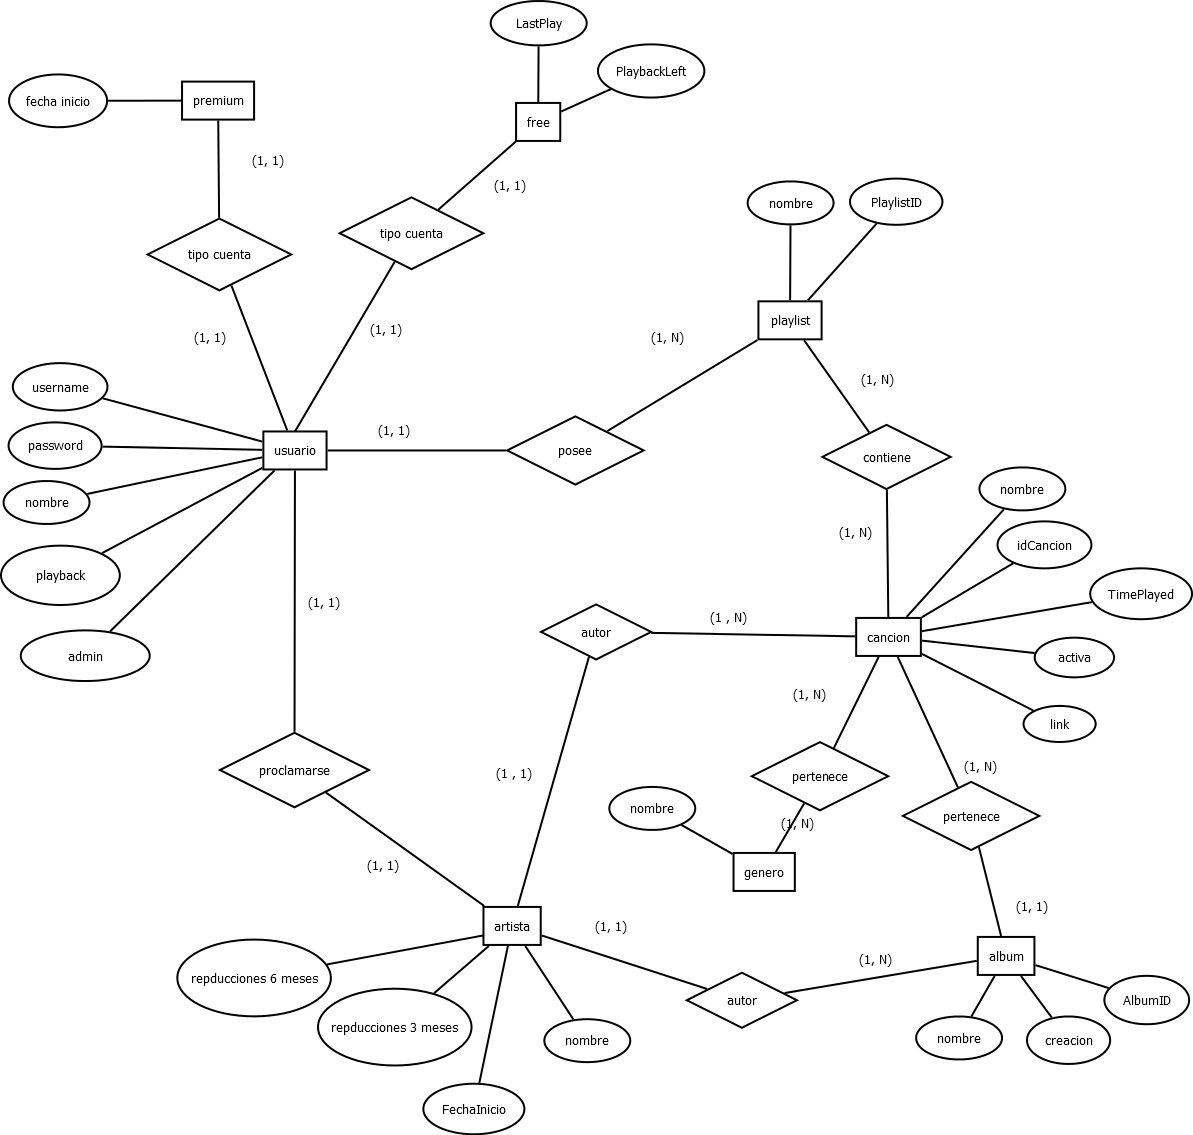 LastPlay
PlaybackLeft
fecha inicio
premium
free
(1, 1)
(1, 1)
nombre
PlaylistID
tipo cuenta
tipo cuenta
playlist
(1, 1)
(1, 1)
(1, N)
(1, N)
username
password
usuario
(1, 1)
posee
contiene
nombre
nombre
idCancion
(1, N)
playback
TimePlayed
(1, 1)
(1 , N)
autor
cancion
admin
activa
(1, N)
link
proclamarse
(1 , 1)
pertenece
(1, N)
nombre
(1, N)
pertenece
(1, 1)
genero
(1, 1)
artista
(1, 1)
(1, N)
album
repducciones 6 meses
autor
AlbumID
repducciones 3 meses
nombre
nombre
creacion
FechaInicio